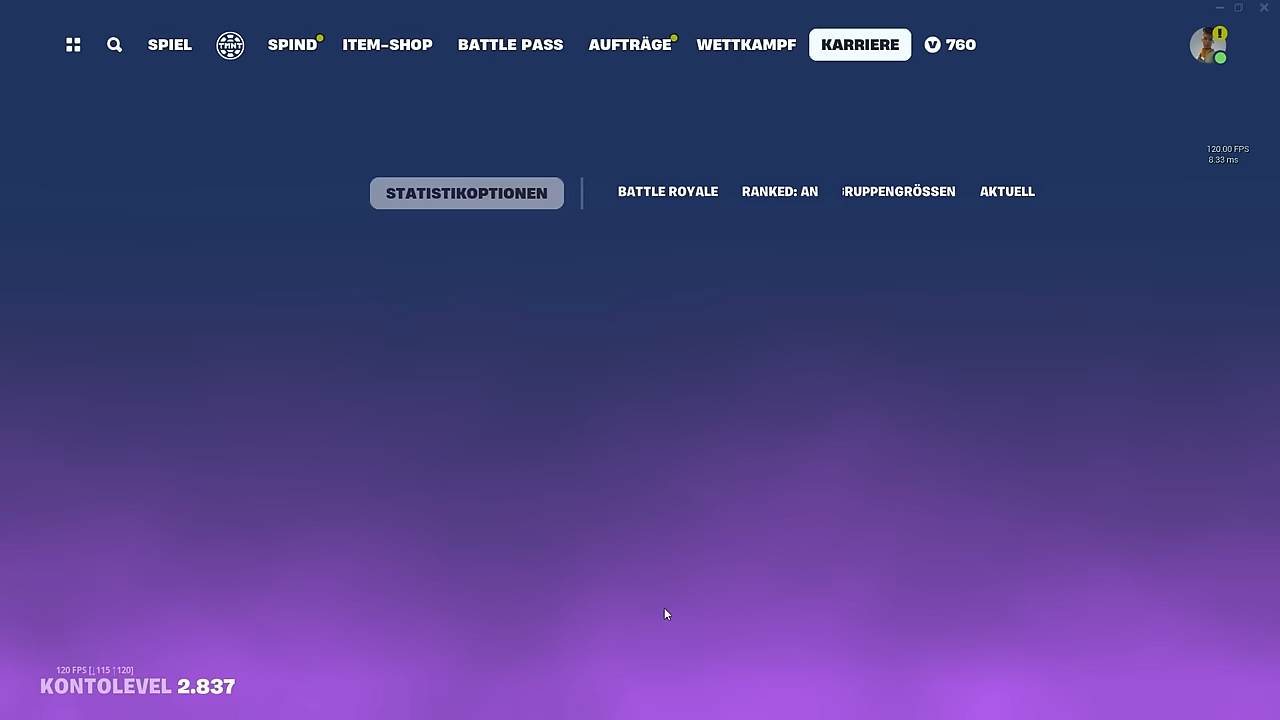 SPIEL TMNT SPIND ITEM-SHOP BATTLE PASS AUFTRÄGE WETTKAMPF KARRIERE V 760 !
120.00 FPS
8.33 ms
STATISTIKOPTIONEN BATTLE ROYALE RANKED: AN RUPPENGRÖSSEN AKTUELL
120 FPS [↓115 ↑120]
KONTOLEVEL 2.837